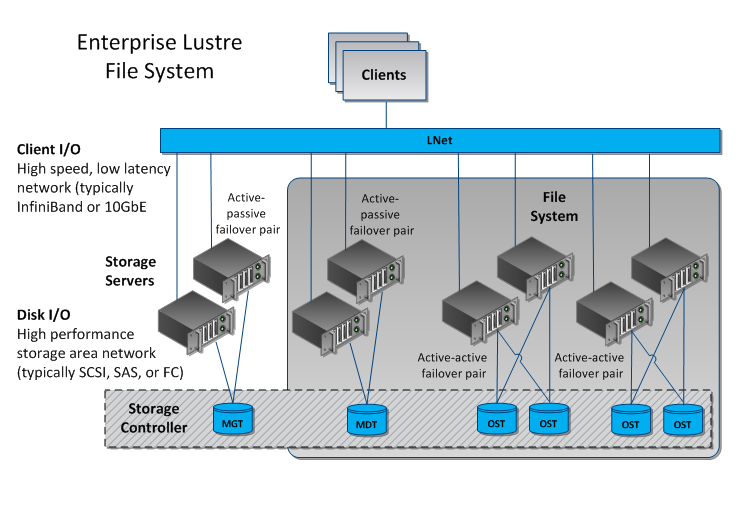 Enterprise Lustre
File System
Clients
LNet
Client I/O
High speed, low latency
network (typically
InfiniBand or 10GbE
Active-
passive
failover pair
Active-
passive
failover pair
File
System
Storage
Servers
Disk I/O
High performance
storage area network
(typically SCSI, SAS, or FC)
Active-active
failover pair
Active-active
failover pair
Storage
Controller
MGT
MDT
OST
OST
OST
OST